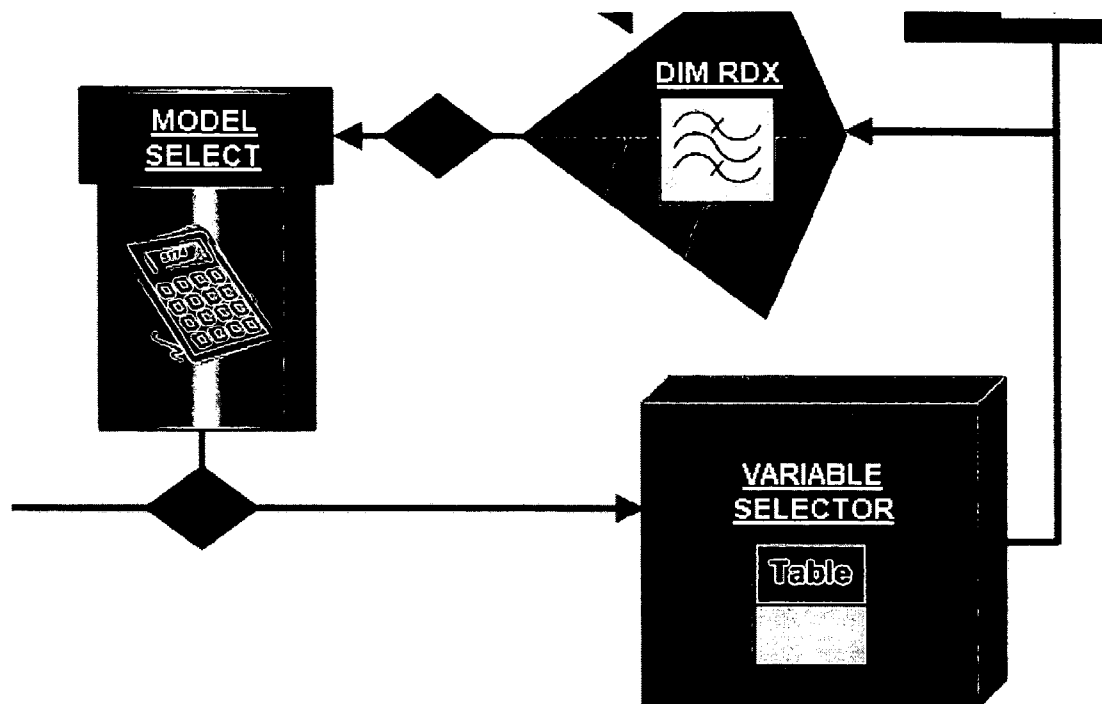 DIM RDX
MODEL
SELECT
VARIABLE
SELECTOR
Table